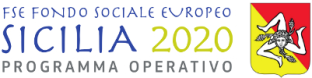 FSE FONDO SOCIALE EUROPEO
SICILIA 2020
PROGRAMMA OPERATIVO